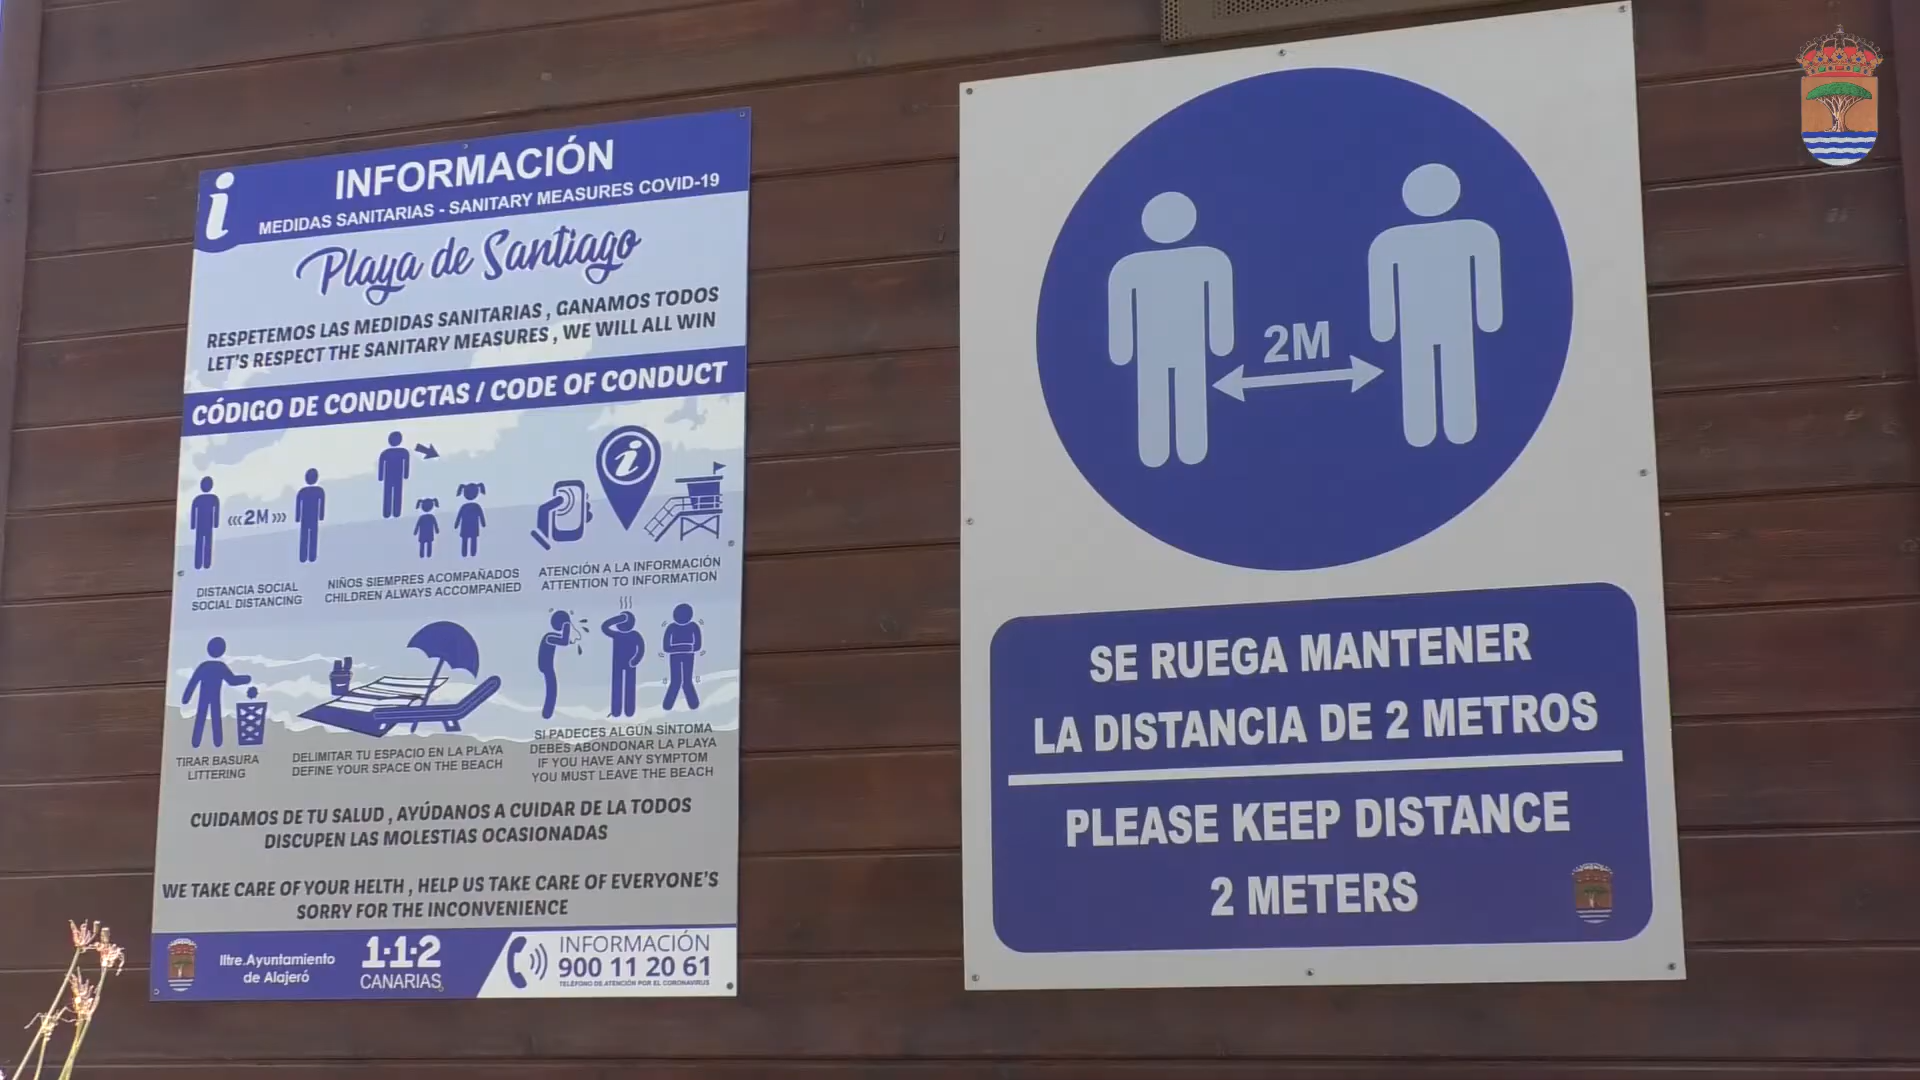 INFORMACIÓN
MEDIDAS SANITARIAS - SANITARY MEASURES COVID-19
Playa de Santiago
RESPETEMOS LAS MEDIDAS SANITARIAS , GANAMOS TODOS
LET'S RESPECT THE SANITARY MEASURES , WE WILL ALL WIN
CÓDIGO DE CONDUCTAS / CODE OF CONDUCT
<<<2M>>>
DISTANCIA SOCIAL
SOCIAL DISTANCING
NIÑOS SIEMPRES ACOMPAÑADOS
CHILDREN ALWAYS ACCOMPANIED
ATENCIÓN A LA INFORMACIÓN
ATTENTION TO INFORMATION
TIRAR BASURA
LITTERING
DELIMITAR TU ESPACIO EN LA PLAYA
DEFINE YOUR SPACE ON THE BEACH
SI PADECES ALGÚN SÍNTOMA
DEBES ABONDONAR LA PLAYA
IF YOU HAVE ANY SYMPTOM
YOU MUST LEAVE THE BEACH
CUIDAMOS DE TU SALUD , AYÚDANOS A CUIDAR DE LA TODOS
DISCUPEN LAS MOLESTIAS OCASIONADAS
WE TAKE CARE OF YOUR HELTH , HELP US TAKE CARE OF EVERYONE'S
SORRY FOR THE INCONVENIENCE
Iltre.Ayuntamiento
de Alajeró
1·1·2
CANARIAS
INFORMACIÓN
900 11 20 61
TELÉFONO DE ATENCIÓN POR EL CORONAVIRUS
2M
SE RUEGA MANTENER
LA DISTANCIA DE 2 METROS
PLEASE KEEP DISTANCE
2 METERS